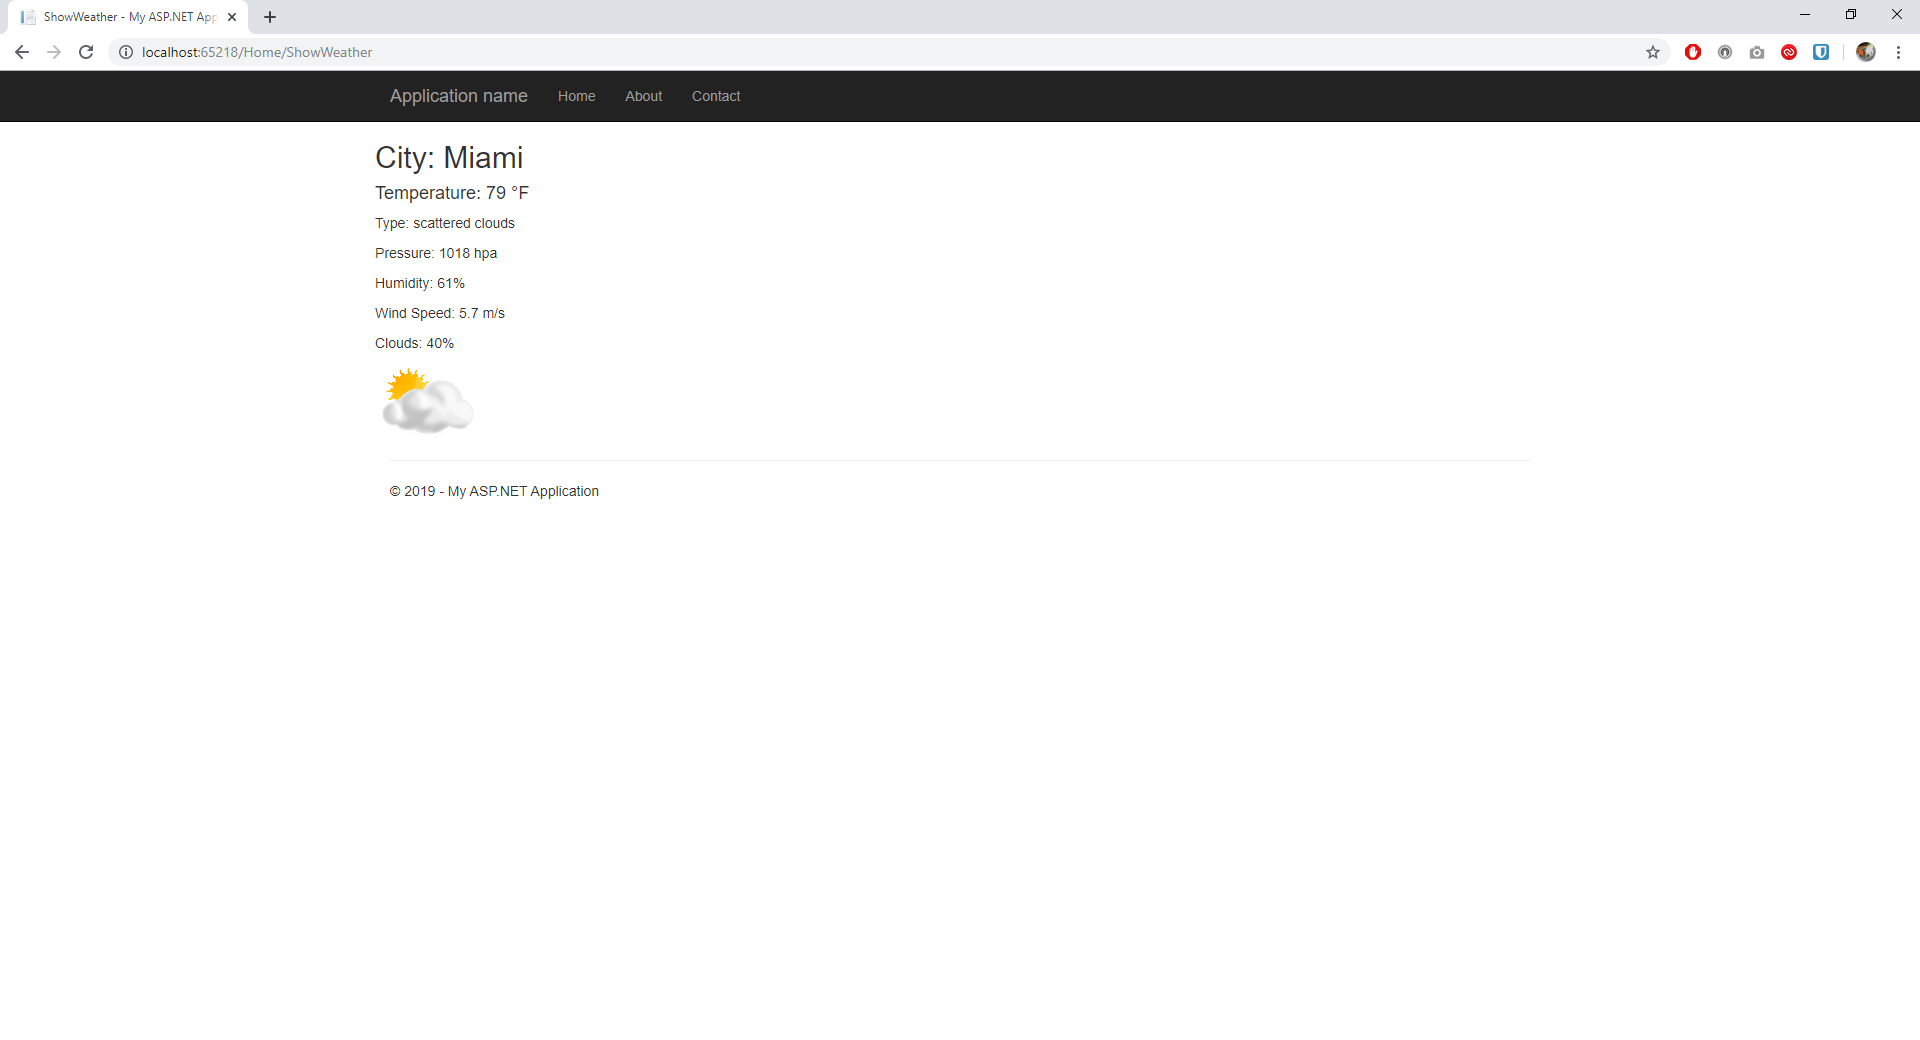 ShowWeather - My ASP.NET App
localhost:65218/Home/ShowWeather
Application name Home About Contact
City: Miami
Temperature: 79 °F
Type: scattered clouds
Pressure: 1018 hpa
Humidity: 61%
Wind Speed: 5.7 m/s
Clouds: 40%
© 2019 - My ASP.NET Application